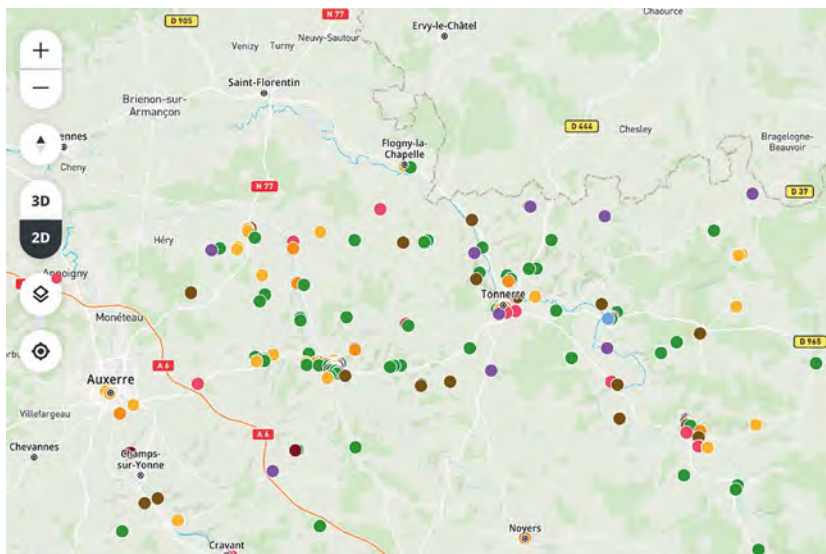 D 905
N 77
Ervy-le-Châtel
Chaource
Venizy
Turny
Neuvy-Sautour
Saint-Florentin
Brienon-sur-
Armançon
D 444
Chesley
Bragelogne-
Beauvoir
ennes
Cheny
Flogny-la-
Chapelle
N 77
D 37
3D
2D
Héry
Appoigny
Tonnerre
Monéteau
D 965
A 6
Auxerre
Villefargeau
A 6
Chevannes
Champs-
sur-Yonne
Noyers
Cravant